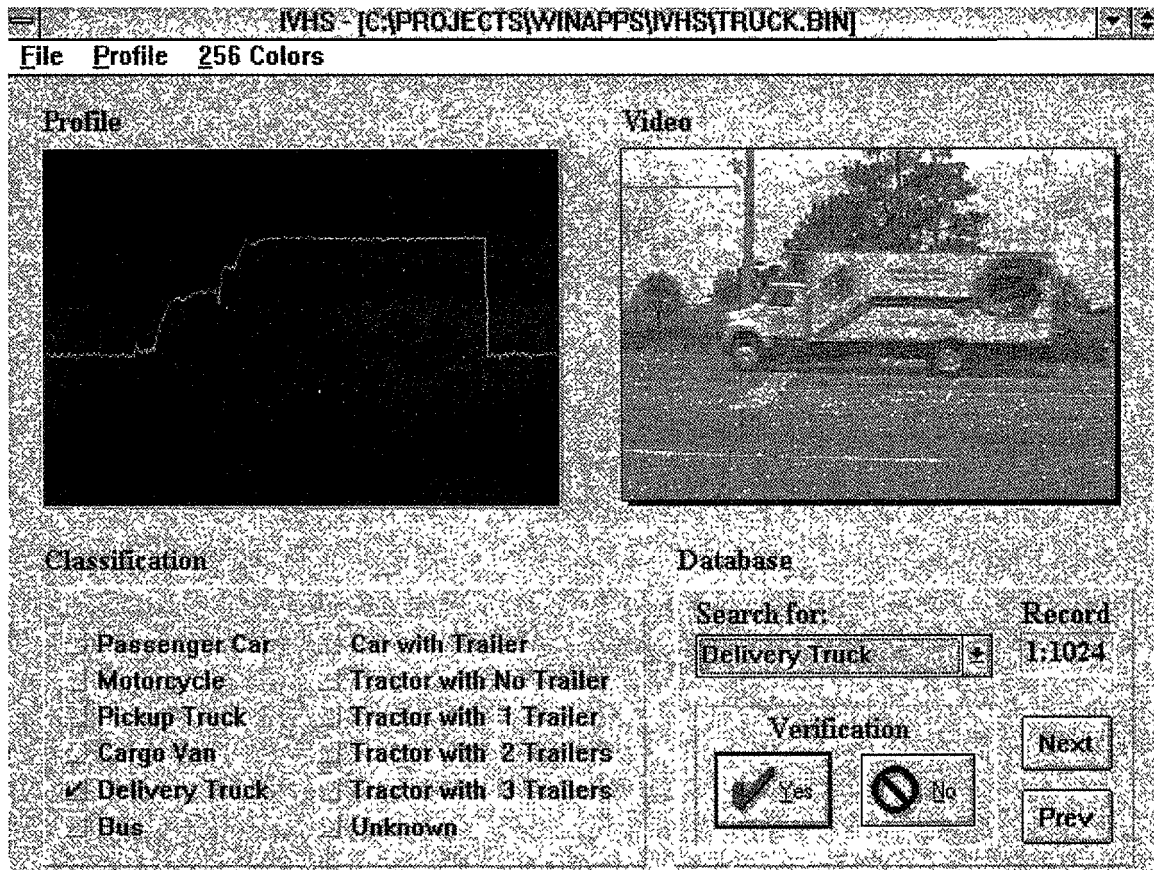 IVHS - [C:\PROJECTS\WINAPPS\IVHS\TRUCK.BIN]
File Profile 256 Colors
Profile
Video
Classification
Passenger Car
Motorcycle
Pickup Truck
Cargo Van
Delivery Truck
Bus
Car with Trailer
Tractor with No Trailer
Tractor with 1 Trailer
Tractor with 2 Trailers
Tractor with 3 Trailers
Unknown
Database
Search for:
Delivery Truck
Record
1:1024
Verification
Yes
No
Next
Prev